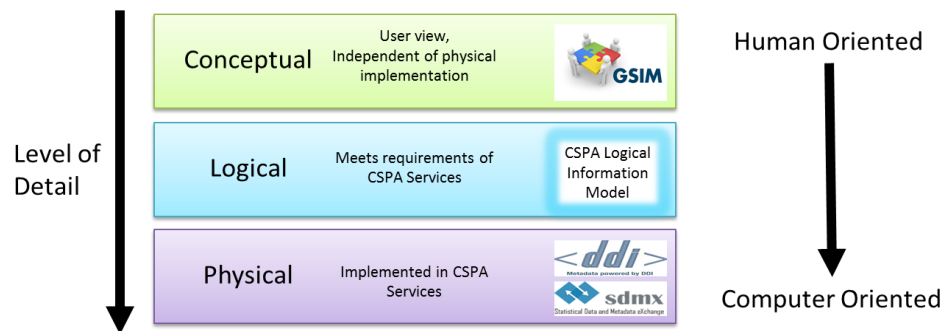 Level of
Detail
Conceptual
User view,
Independent of physical
implementation
GSIM
Logical
Meets requirements of
CSPA Services
CSPA Logical
Information
Model
Physical
Implemented in CSPA
Services
<ddi>
Metadata powered by DDI
sdmx
Statistical Data and Metadata eXchange
Human Oriented
Computer Oriented